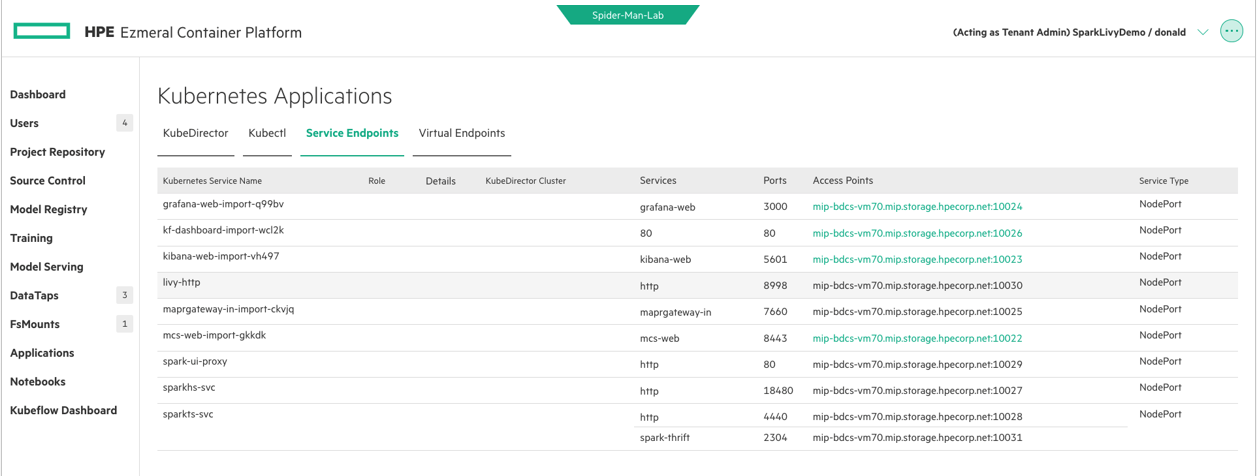 Spider-Man-Lab
HPE Ezmeral Container Platform
(Acting as Tenant Admin) SparkLivyDemo / donald
Dashboard
Users 4
Project Repository
Source Control
Model Registry
Training
Model Serving
DataTaps 3
FsMounts 1
Applications
Notebooks
Kubeflow Dashboard
Kubernetes Applications
KubeDirector Kubectl Service Endpoints Virtual Endpoints
Kubernetes Service Name Role Details KubeDirector Cluster Services Ports Access Points Service Type
grafana-web-import-q99bv grafana-web 3000 mip-bdcs-vm70.mip.storage.hpecorp.net:10024 NodePort
kf-dashboard-import-wcl2k 80 80 mip-bdcs-vm70.mip.storage.hpecorp.net:10026 NodePort
kibana-web-import-vh497 kibana-web 5601 mip-bdcs-vm70.mip.storage.hpecorp.net:10023 NodePort
livy-http http 8998 mip-bdcs-vm70.mip.storage.hpecorp.net:10030 NodePort
maprgateway-in-import-ckvjq maprgateway-in 7660 mip-bdcs-vm70.mip.storage.hpecorp.net:10025 NodePort
mcs-web-import-gkkdk mcs-web 8443 mip-bdcs-vm70.mip.storage.hpecorp.net:10022 NodePort
spark-ui-proxy http 80 mip-bdcs-vm70.mip.storage.hpecorp.net:10029 NodePort
sparkhs-svc http 18480 mip-bdcs-vm70.mip.storage.hpecorp.net:10027 NodePort
sparkts-svc http 4440 mip-bdcs-vm70.mip.storage.hpecorp.net:10028 NodePort
spark-thrift 2304 mip-bdcs-vm70.mip.storage.hpecorp.net:10031